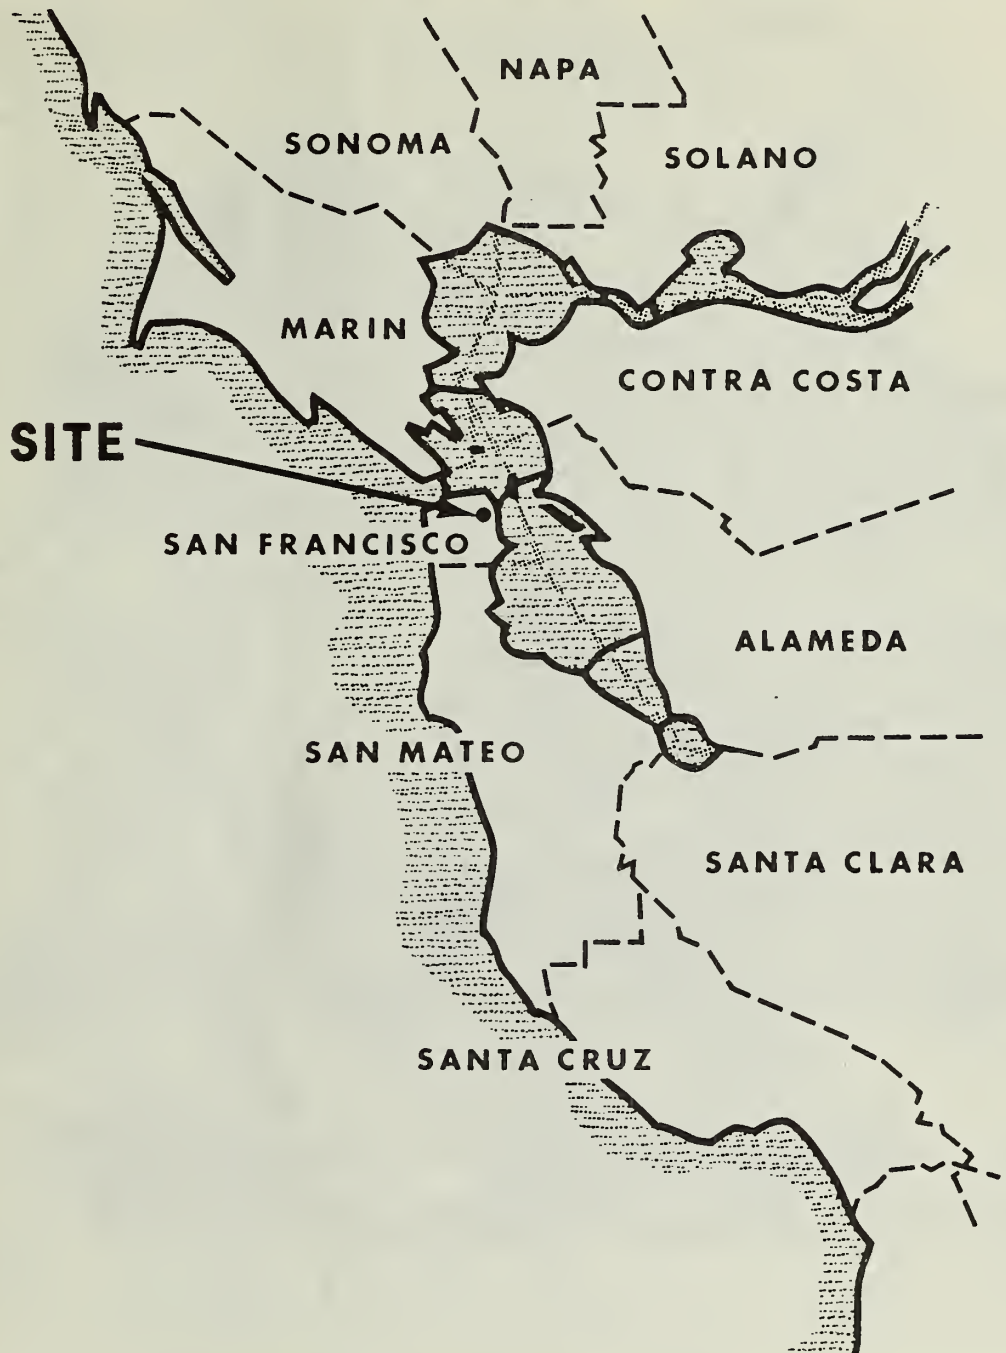 NAPA
SONOMA
SOLANO
MARIN
CONTRA COSTA
SITE
SAN FRANCISCO
ALAMEDA
SAN MATEO
SANTA CLARA
SANTA CRUZ